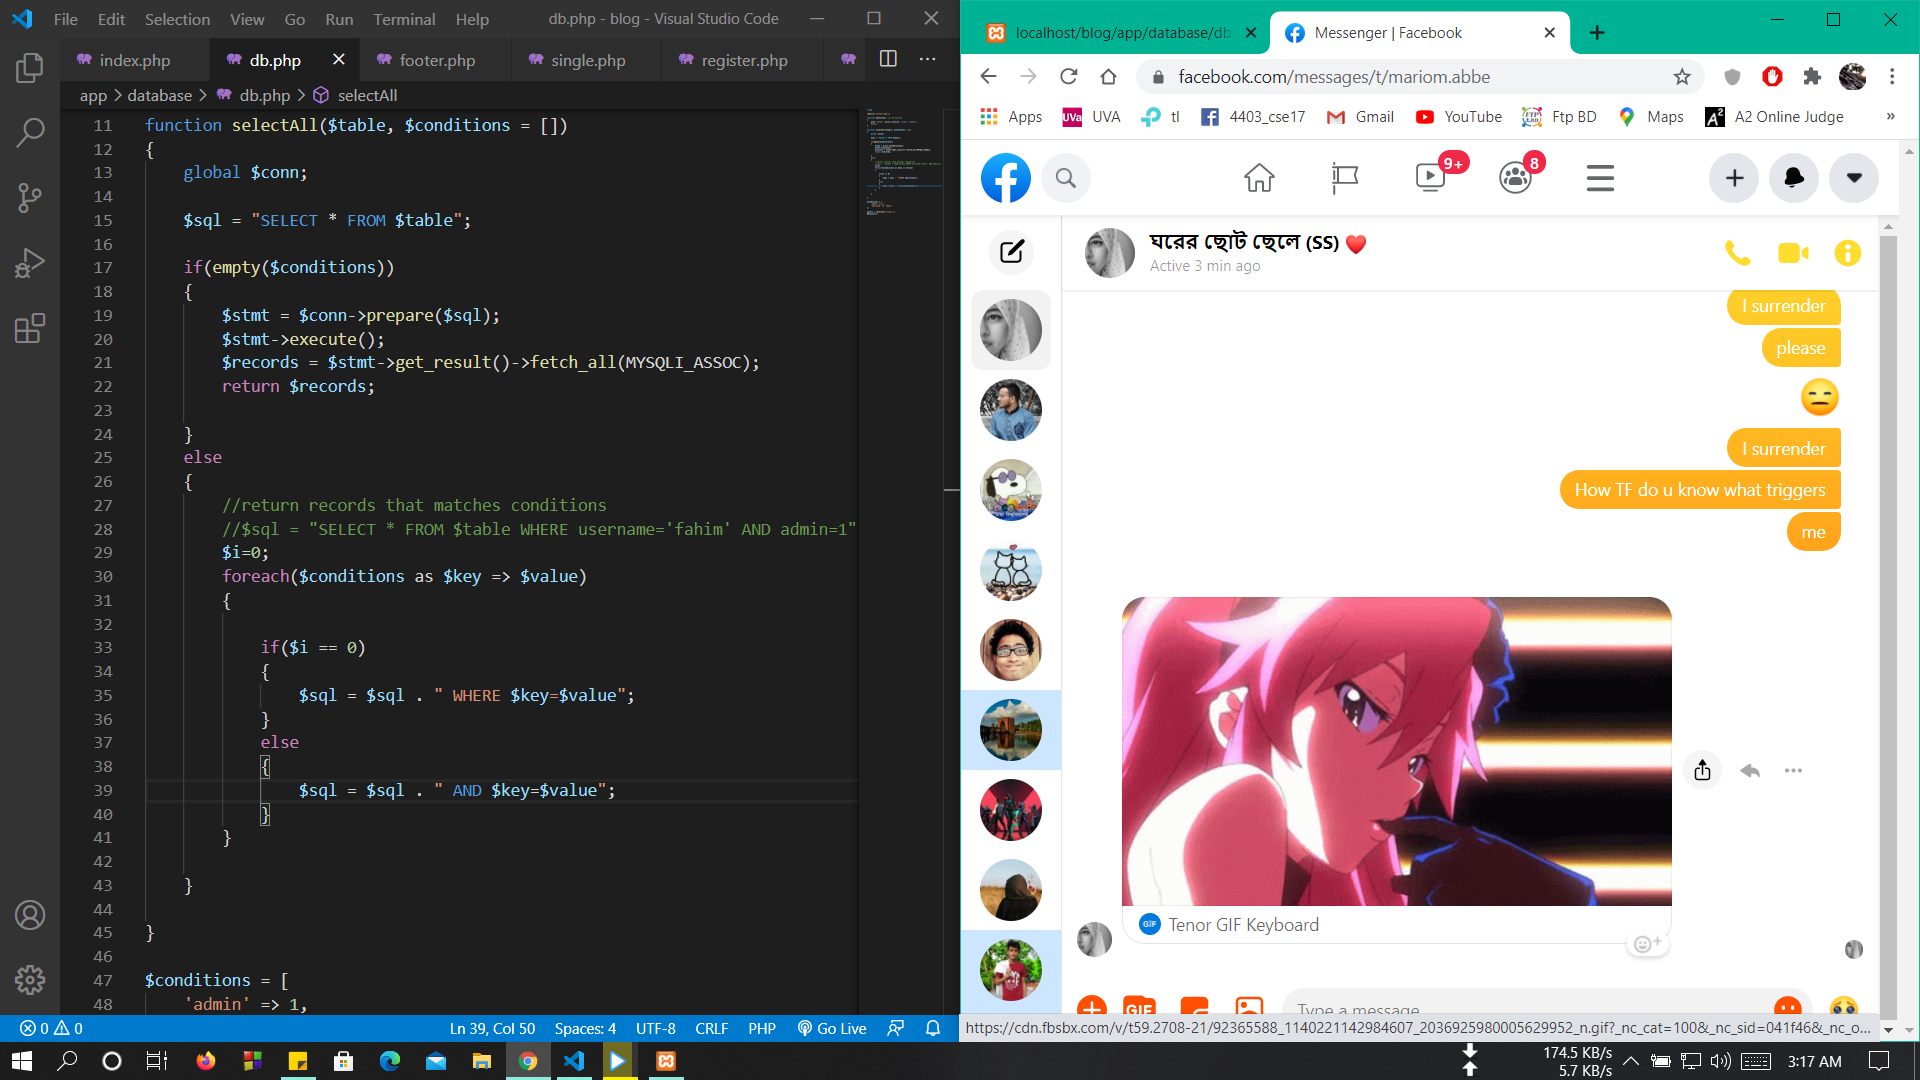 File Edit Selection View Go Run Terminal Help db.php - blog - Visual Studio Code
index.php db.php footer.php single.php register.php
app > database > db.php > selectAll
11 function selectAll($table, $conditions = [])
12 {
13 global $conn;
14
15 $sql = "SELECT * FROM $table";
16
17 if(empty($conditions))
18 {
19 $stmt = $conn->prepare($sql);
20 $stmt->execute();
21 $records = $stmt->get_result()->fetch_all(MYSQLI_ASSOC);
22 return $records;
23
24 }
25 else
26 {
27 //return records that matches conditions
28 //$sql = "SELECT * FROM $table WHERE username='fahim' AND admin=1"
29 $i=0;
30 foreach($conditions as $key => $value)
31 {
32
33 if($i == 0)
34 {
35 $sql = $sql . " WHERE $key=$value";
36 }
37 else
38 {
39 $sql = $sql . " AND $key=$value";
40 }
41 }
42
43 }
44
45 }
46
47 $conditions = [
48 'admin' => 1,
0 0 Ln 39, Col 50 Spaces: 4 UTF-8 CRLF PHP Go Live
localhost/blog/app/database/db Messenger | Facebook
facebook.com/messages/t/mariom.abbe
Apps UVa UVA tl 4403_cse17 Gmail YouTube Ftp BD Maps A2 A2 Online Judge »
9+ 8
ঘরের ছোট ছেলে (SS) ❤️
Active 3 min ago
I surrender
please
😑
I surrender
How TF do u know what triggers
me
GIF Tenor GIF Keyboard
GIF Type a message
https://cdn.fbsbx.com/v/t59.2708-21/92365588_1140221142984607_2036925980005629952_n.gif?_nc_cat=100&_nc_sid=041f46&_nc_o...
174.5 KB/s
5.7 KB/s
3:17 AM